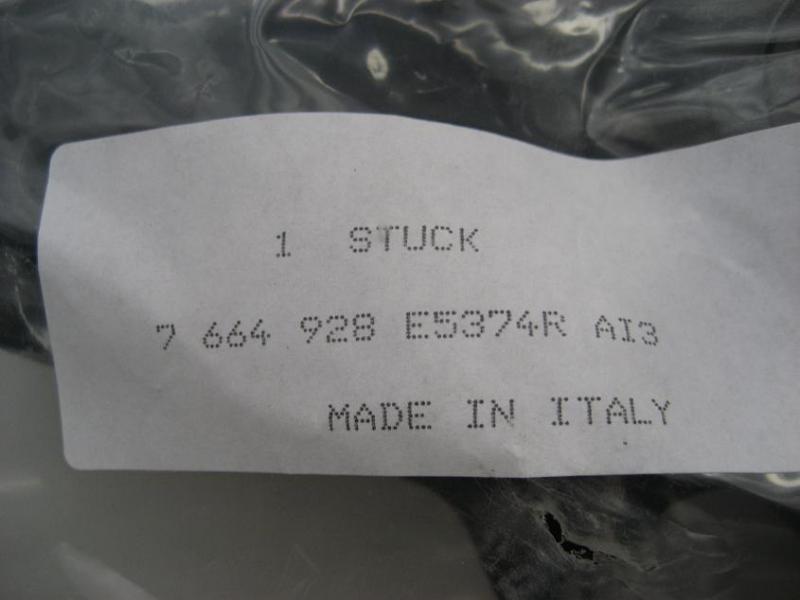 1 STUCK
7 664 928 E5374R AI3
MADE IN ITALY